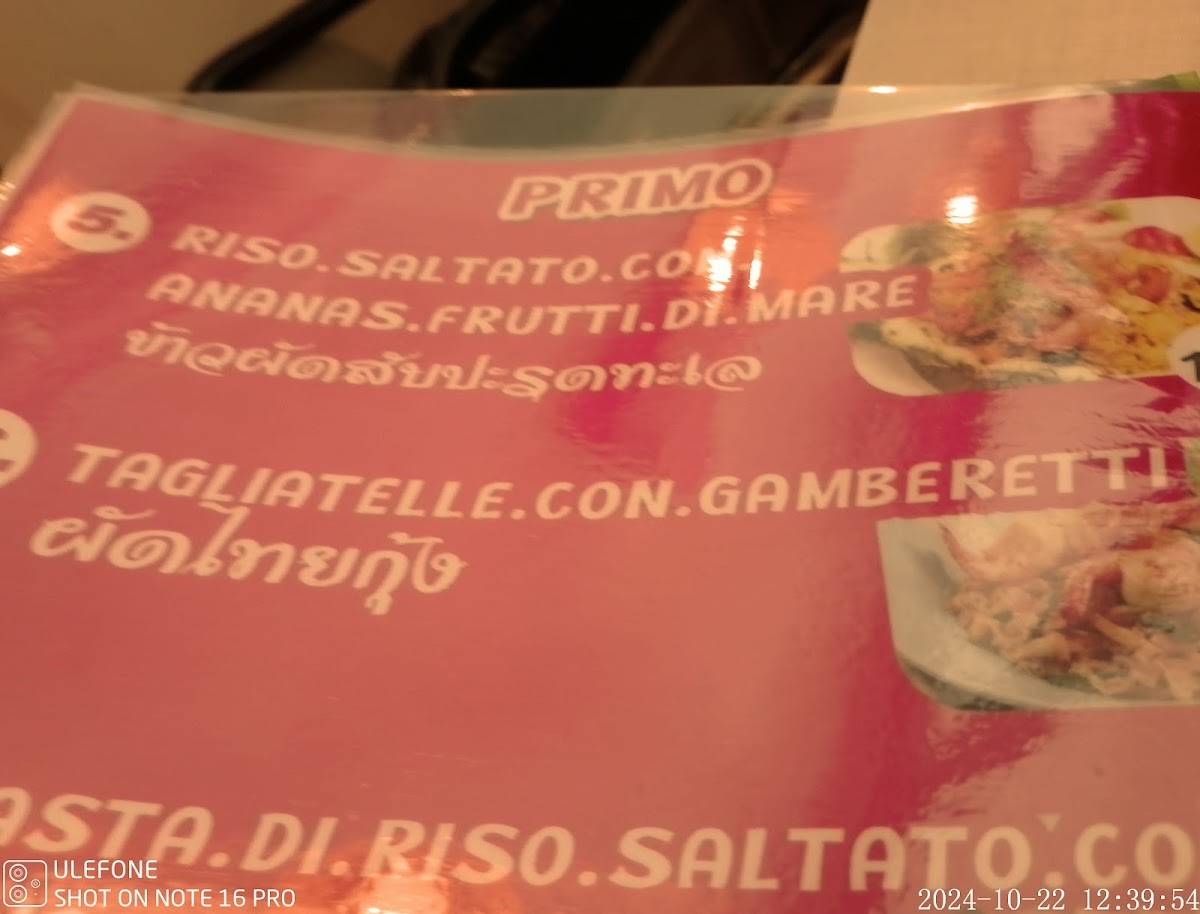 PRIMO
5.
RISO.SALTATO.CON.
ANANAS.FRUTTI.DI.MARE
ข้าวผัดสับปะรดทะเล
TAGLIATELLE.CON.GAMBERETTI
ผัดไทยกุ้ง
ASTA.DI.RISO.SALTATO.CO
ULEFONE
SHOT ON NOTE 16 PRO
2024-10-22 12:39:54